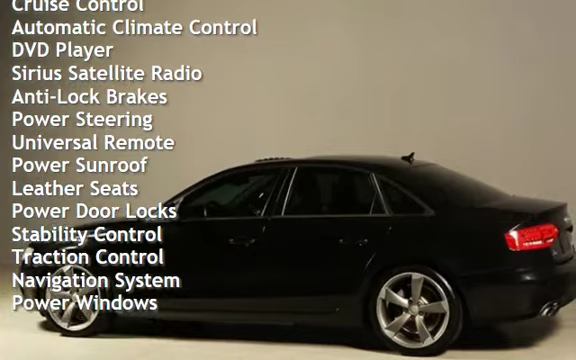 Cruise Control
Automatic Climate Control
DVD Player
Sirius Satellite Radio
Anti-Lock Brakes
Power Steering
Universal Remote
Power Sunroof
Leather Seats
Power Door Locks
Stability Control
Traction Control
Navigation System
Power Windows